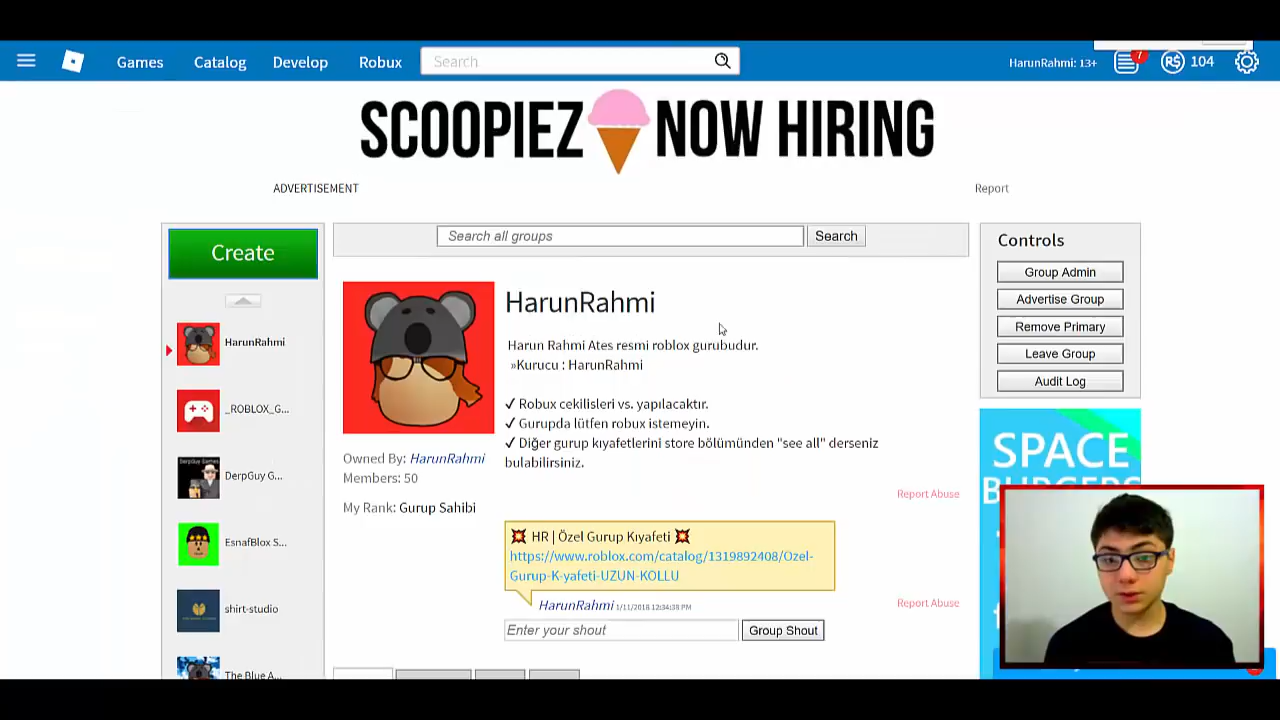 Games Catalog Develop Robux Search HarunRahmi: 13+ 7 R$ 104
SCOOPIEZ NOW HIRING
ADVERTISEMENT Report
Create
HarunRahmi
_ROBLOX_G...
DerpGuy G...
EsnafBlox S...
shirt-studio
The Blue A...
Search all groups Search
HarunRahmi
Harun Rahmi Ates resmi roblox gurubudur.
»Kurucu : HarunRahmi
✓ Robux cekilisleri vs. yapılacaktır.
✓ Gurupda lütfen robux istemeyin.
✓ Diğer gurup kıyafetlerini store bölümünden "see all" derseniz
bulabilirsiniz.
Owned By: HarunRahmi
Members: 50
My Rank: Gurup Sahibi
Report Abuse
💥 HR | Özel Gurup Kıyafeti 💥
https://www.roblox.com/catalog/1319892408/Ozel-
Gurup-K-yafeti-UZUN-KOLLU
HarunRahmi 1/11/2018 12:34:38 PM
Report Abuse
Enter your shout Group Shout
Controls
Group Admin
Advertise Group
Remove Primary
Leave Group
Audit Log
SPACE